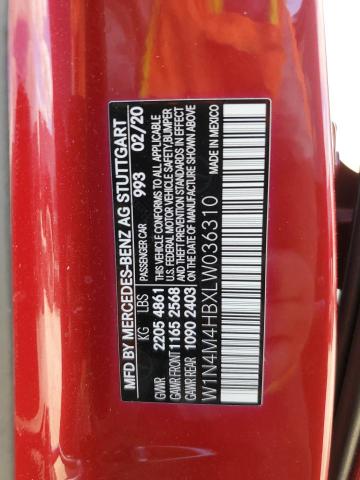 MFD BY MERCEDES-BENZ AG STUTTGART
PASSENGER CAR 993 02/20
KG LBS
GVWR 2205 4861
GAWR FRONT 1165 2568
GAWR REAR 1090 2403
THIS VEHICLE CONFORMS TO ALL APPLICABLE
U.S. FEDERAL MOTOR VEHICLE SAFETY, BUMPER
AND THEFT PREVENTION STANDARDS IN EFFECT
ON THE DATE OF MANUFACTURE SHOWN ABOVE
MADE IN MEXICO
W1N4M4HBXLW036310